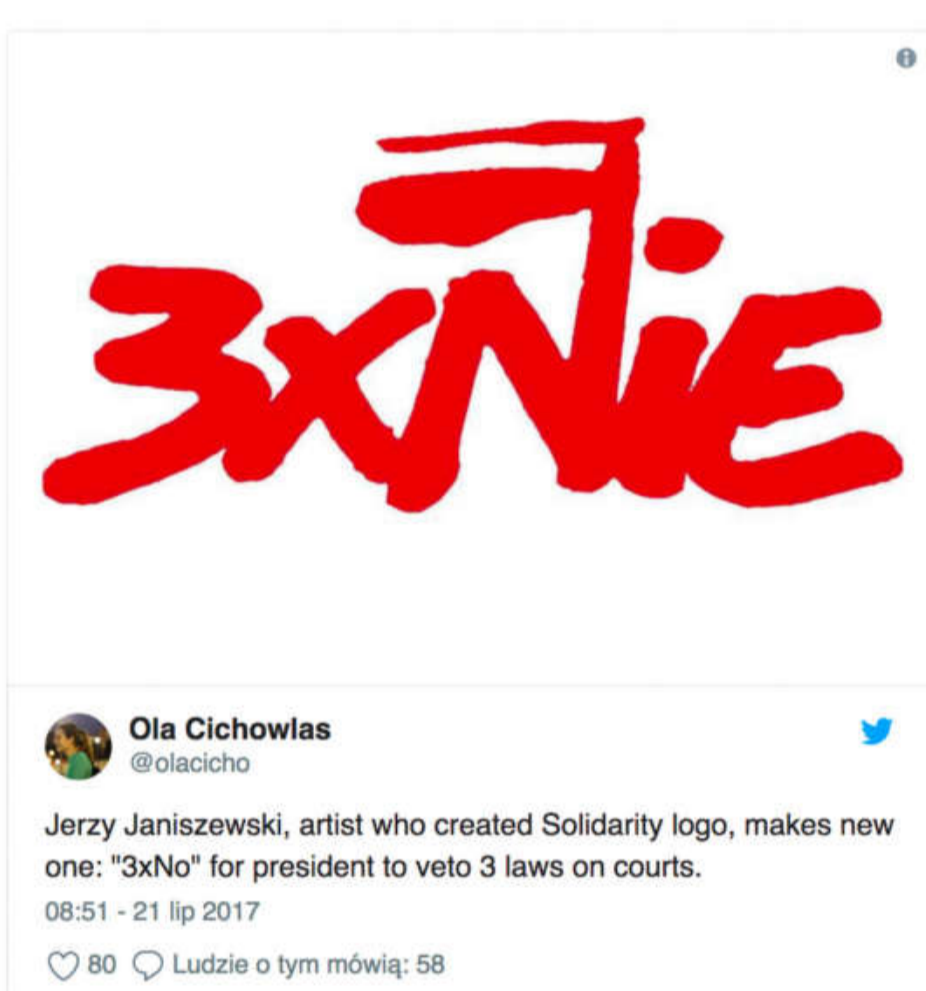 3xNiE
Ola Cichowlas
@olacicho
Jerzy Janiszewski, artist who created Solidarity logo, makes new
one: "3xNo" for president to veto 3 laws on courts.
08:51 - 21 lip 2017
80 Ludzie o tym mówią: 58